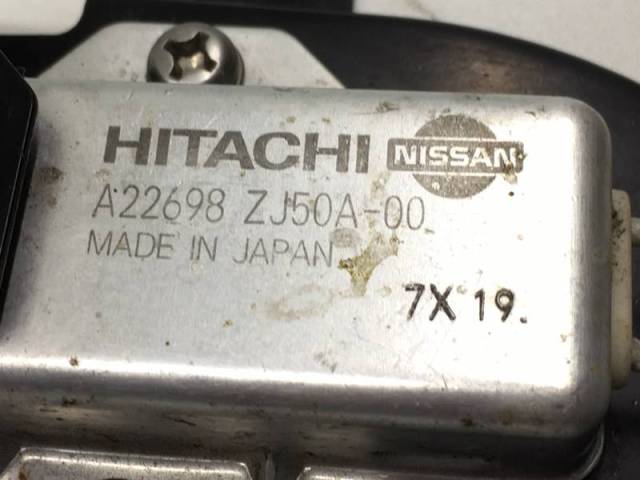 HITACHI NISSAN
A22698 ZJ50A-00
MADE IN JAPAN
7X 19.